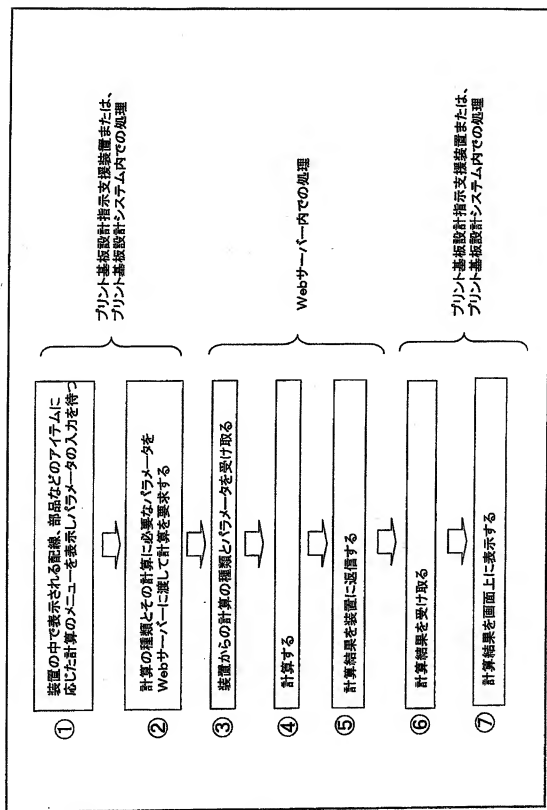 ①
装置の中で表示される配線、部品などのアイテムに
応じた計算のメニューを表示しパラメータの入力を待つ
②
計算の種類とその計算に必要なパラメータを
Webサーバーに渡して計算を要求する
プリント基板設計指示支援装置または、
プリント基板設計システム内での処理
③
装置からの計算の種類とパラメータを受け取る
④
計算する
⑤
計算結果を装置に返信する
Webサーバー内での処理
⑥
計算結果を受け取る
⑦
計算結果を画面上に表示する
プリント基板設計指示支援装置または、
プリント基板設計システム内での処理